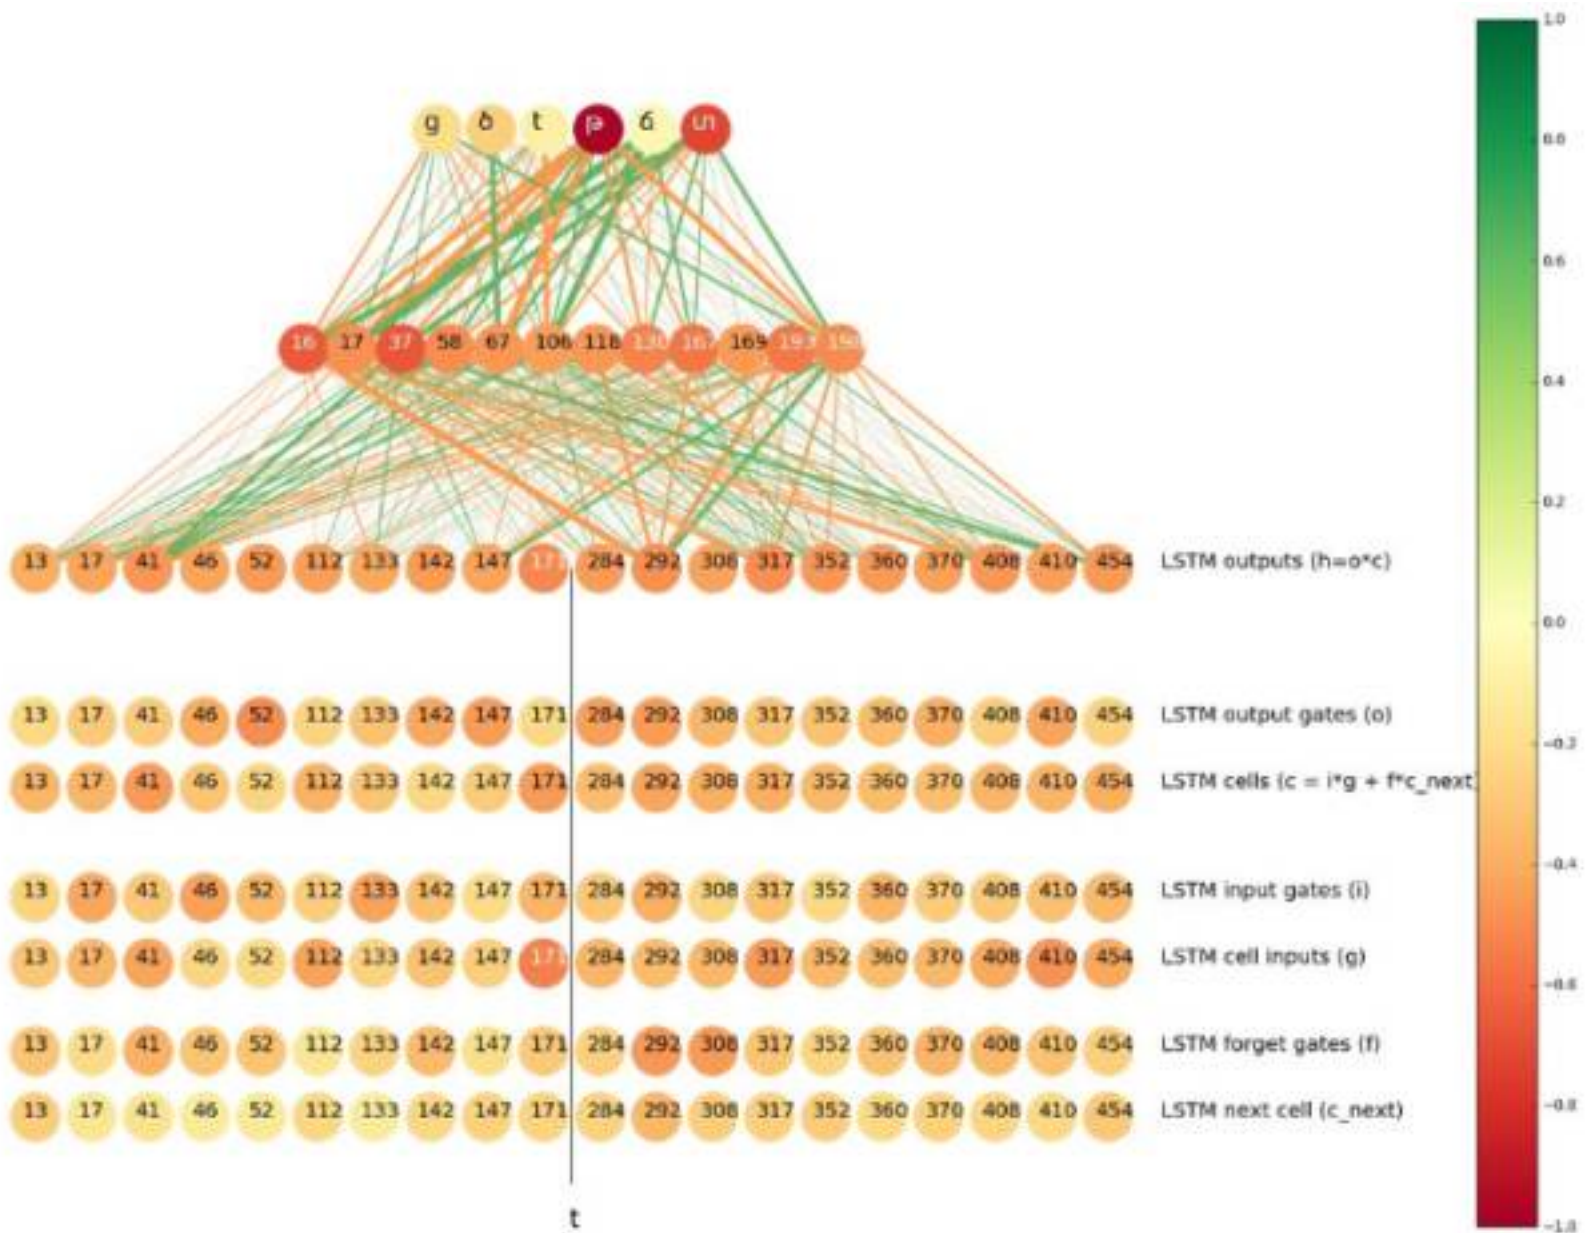 ց ծ t թ ճ տ
16 17 37 58 67 106 118 130 167 169 193 198
13 17 41 46 52 112 133 142 147 171 284 292 308 317 352 360 370 408 410 454 LSTM outputs (h=o*c)
13 17 41 46 52 112 133 142 147 171 284 292 308 317 352 360 370 408 410 454 LSTM output gates (o)
13 17 41 46 52 112 133 142 147 171 284 292 308 317 352 360 370 408 410 454 LSTM cells (c = i*g + f*c_next)
13 17 41 46 52 112 133 142 147 171 284 292 308 317 352 360 370 408 410 454 LSTM input gates (i)
13 17 41 46 52 112 133 142 147 171 284 292 308 317 352 360 370 408 410 454 LSTM cell inputs (g)
13 17 41 46 52 112 133 142 147 171 284 292 308 317 352 360 370 408 410 454 LSTM forget gates (f)
13 17 41 46 52 112 133 142 147 171 284 292 308 317 352 360 370 408 410 454 LSTM next cell (c_next)
t
1.0
0.8
0.6
0.4
0.2
0.0
−0.2
−0.4
−0.6
−0.8
−1.0